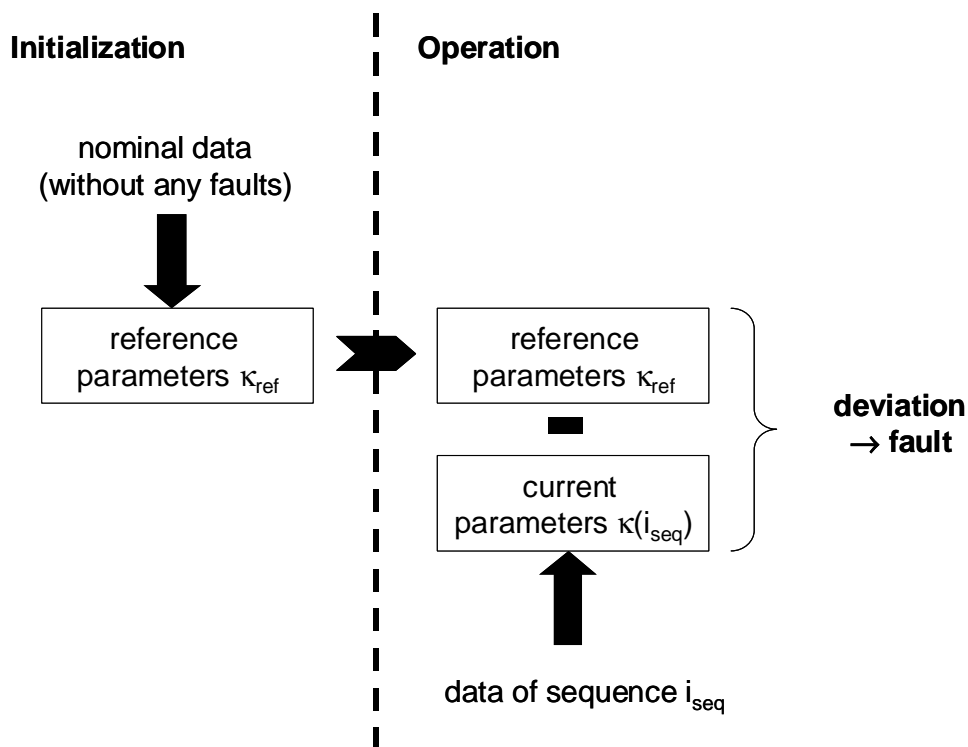 Initialization
Operation
nominal data
(without any faults)
reference
parameters κref
reference
parameters κref
deviation
→ fault
current
parameters κ(iseq)
data of sequence iseq